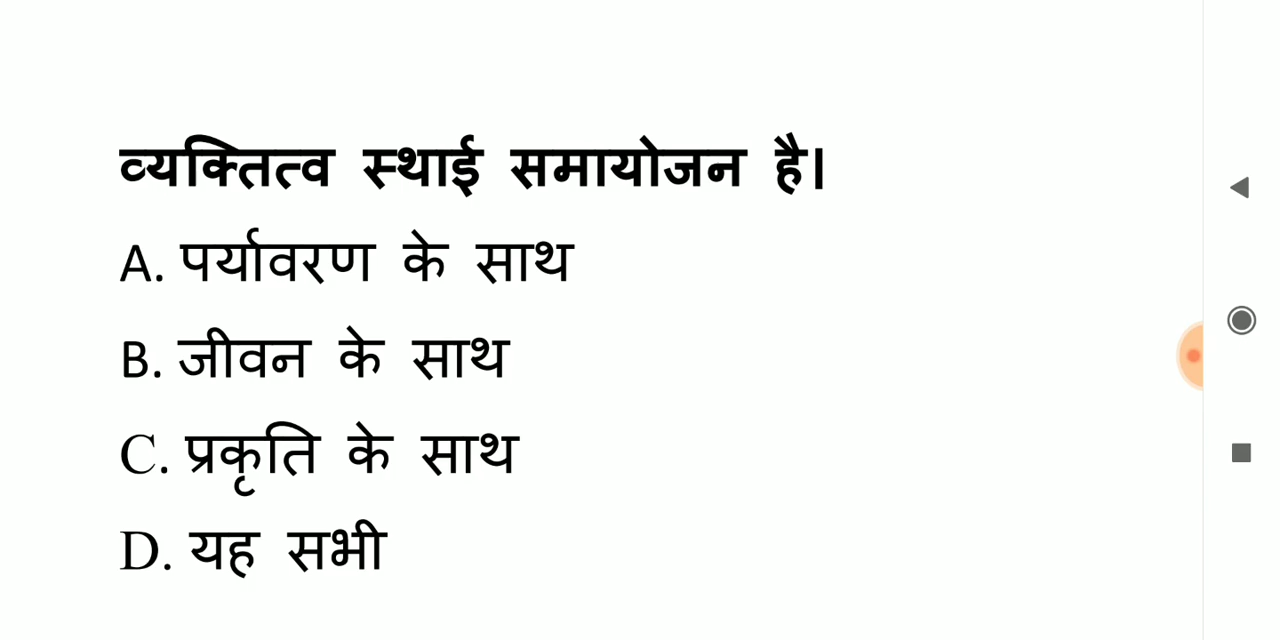 व्यक्तित्व स्थाई समायोजन है।
A. पर्यावरण के साथ
B. जीवन के साथ
C. प्रकृति के साथ
D. यह सभी